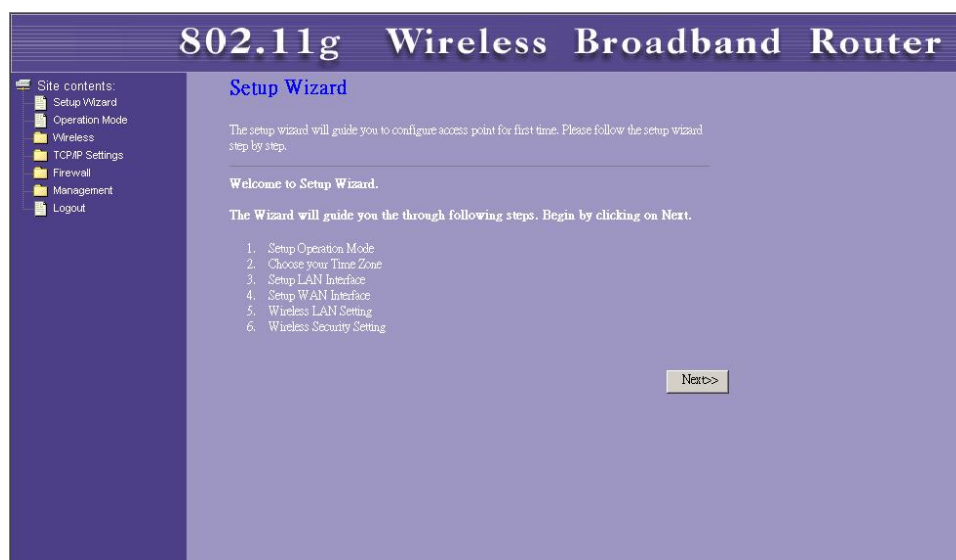 802.11g Wireless Broadband Router
Site contents:
Setup Wizard
Operation Mode
Wireless
TCP/IP Settings
Firewall
Management
Logout
Setup Wizard
The setup wizard will guide you to configure access point for first time. Please follow the setup wizard
step by step.
Welcome to Setup Wizard.
The Wizard will guide you the through following steps. Begin by clicking on Next.
1. Setup Operation Mode
2. Choose your Time Zone
3. Setup LAN Interface
4. Setup WAN Interface
5. Wireless LAN Setting
6. Wireless Security Setting
Next>>